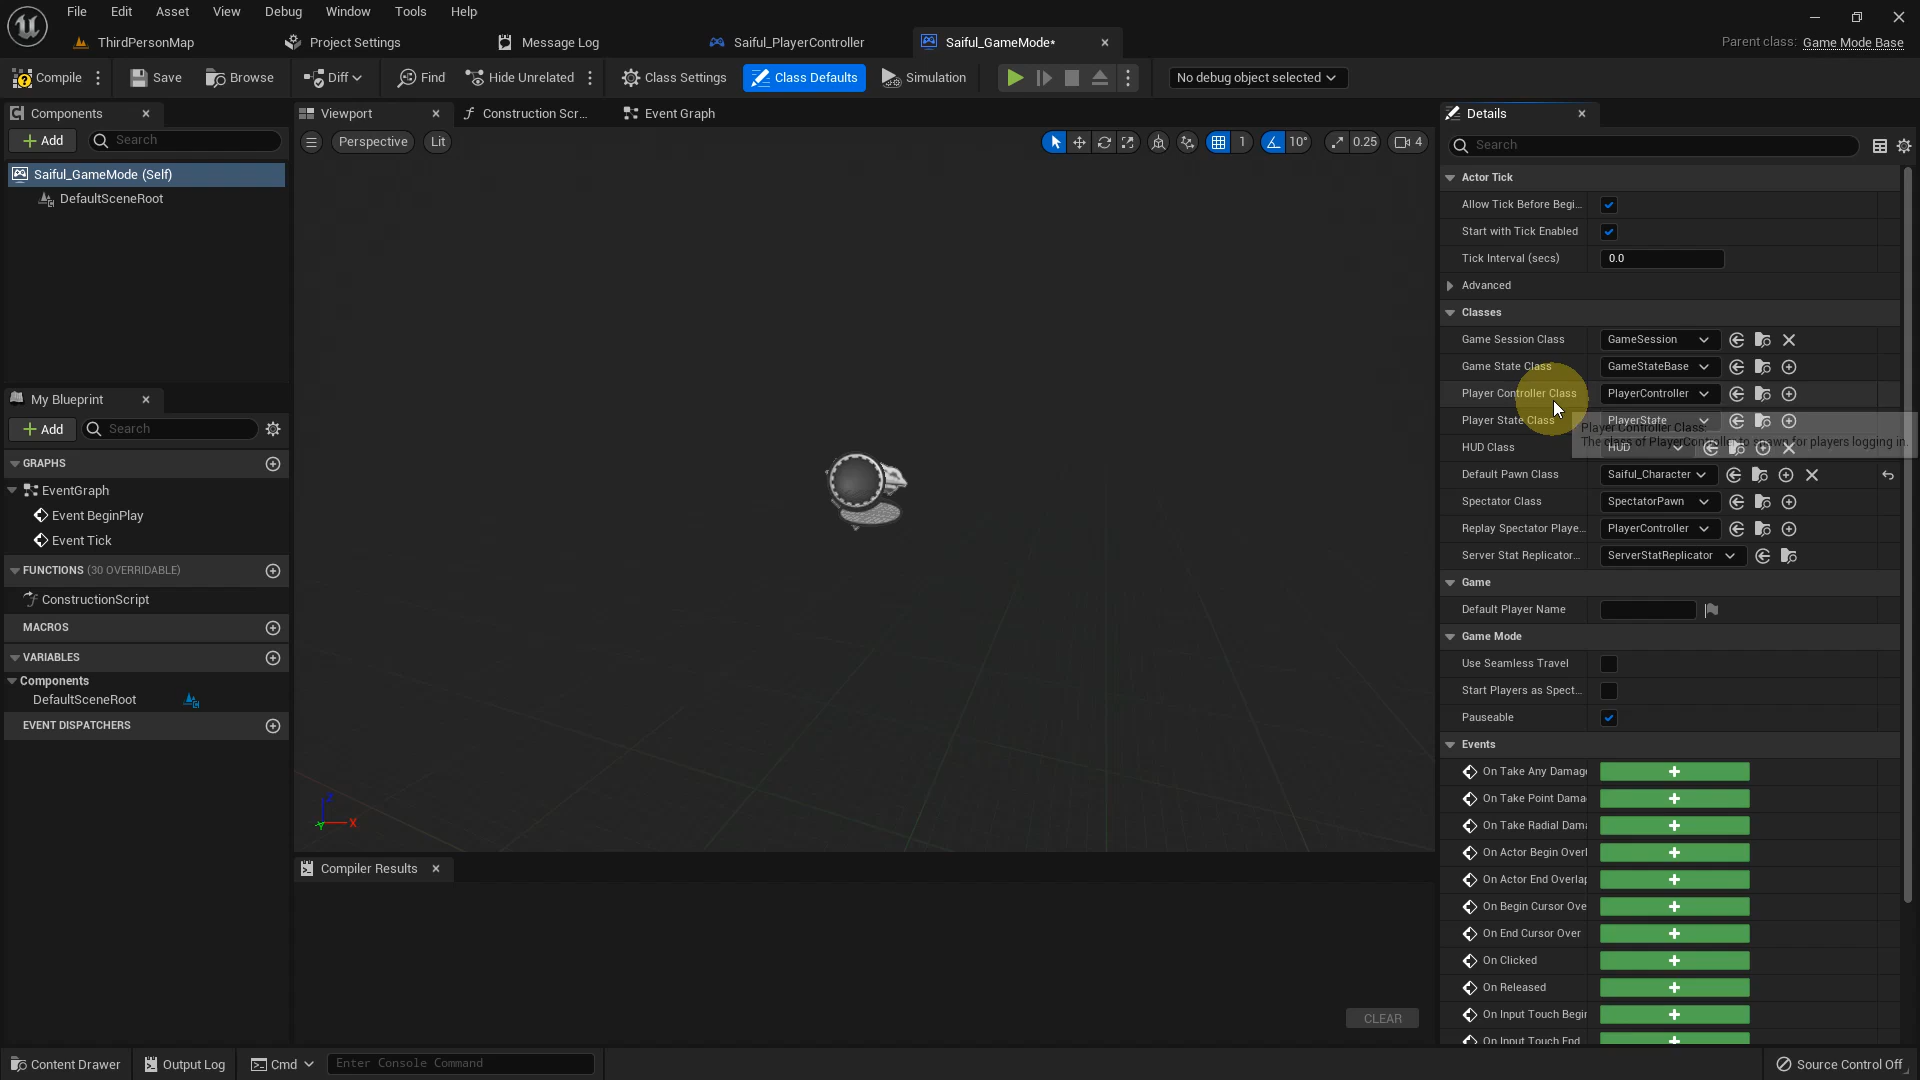 File Edit Asset View Debug Window Tools Help
ThirdPersonMap Project Settings Message Log Saiful_PlayerController Saiful_GameMode* Parent class: Game Mode Base
Compile Save Browse Diff Find Hide Unrelated Class Settings Class Defaults Simulation No debug object selected
Components
Add Search
Saiful_GameMode (Self)
DefaultSceneRoot
My Blueprint
Add Search
GRAPHS
EventGraph
Event BeginPlay
Event Tick
FUNCTIONS (30 OVERRIDABLE)
ConstructionScript
MACROS
VARIABLES
Components
DefaultSceneRoot
EVENT DISPATCHERS
Viewport Construction Scr... Event Graph
Perspective Lit 1 10° 0.25 4
Z
Y X
Compiler Results
CLEAR
Details
Search
Actor Tick
Allow Tick Before Begi...
Start with Tick Enabled
Tick Interval (secs) 0.0
Advanced
Classes
Game Session Class GameSession
Game State Class GameStateBase
Player Controller Class PlayerController
Player State Class PlayerState
Player Controller Class:
The class of PlayerController to spawn for players logging in.
HUD Class HUD
Default Pawn Class Saiful_Character
Spectator Class SpectatorPawn
Replay Spectator Playe... PlayerController
Server Stat Replicator... ServerStatReplicator
Game
Default Player Name
Game Mode
Use Seamless Travel
Start Players as Spect...
Pauseable
Events
On Take Any Damage
On Take Point Dama
On Take Radial Dama
On Actor Begin Overl
On Actor End Overlap
On Begin Cursor Ove
On End Cursor Over
On Clicked
On Released
On Input Touch Begin
On Input Touch End
Content Drawer Output Log Cmd Enter Console Command Source Control Off